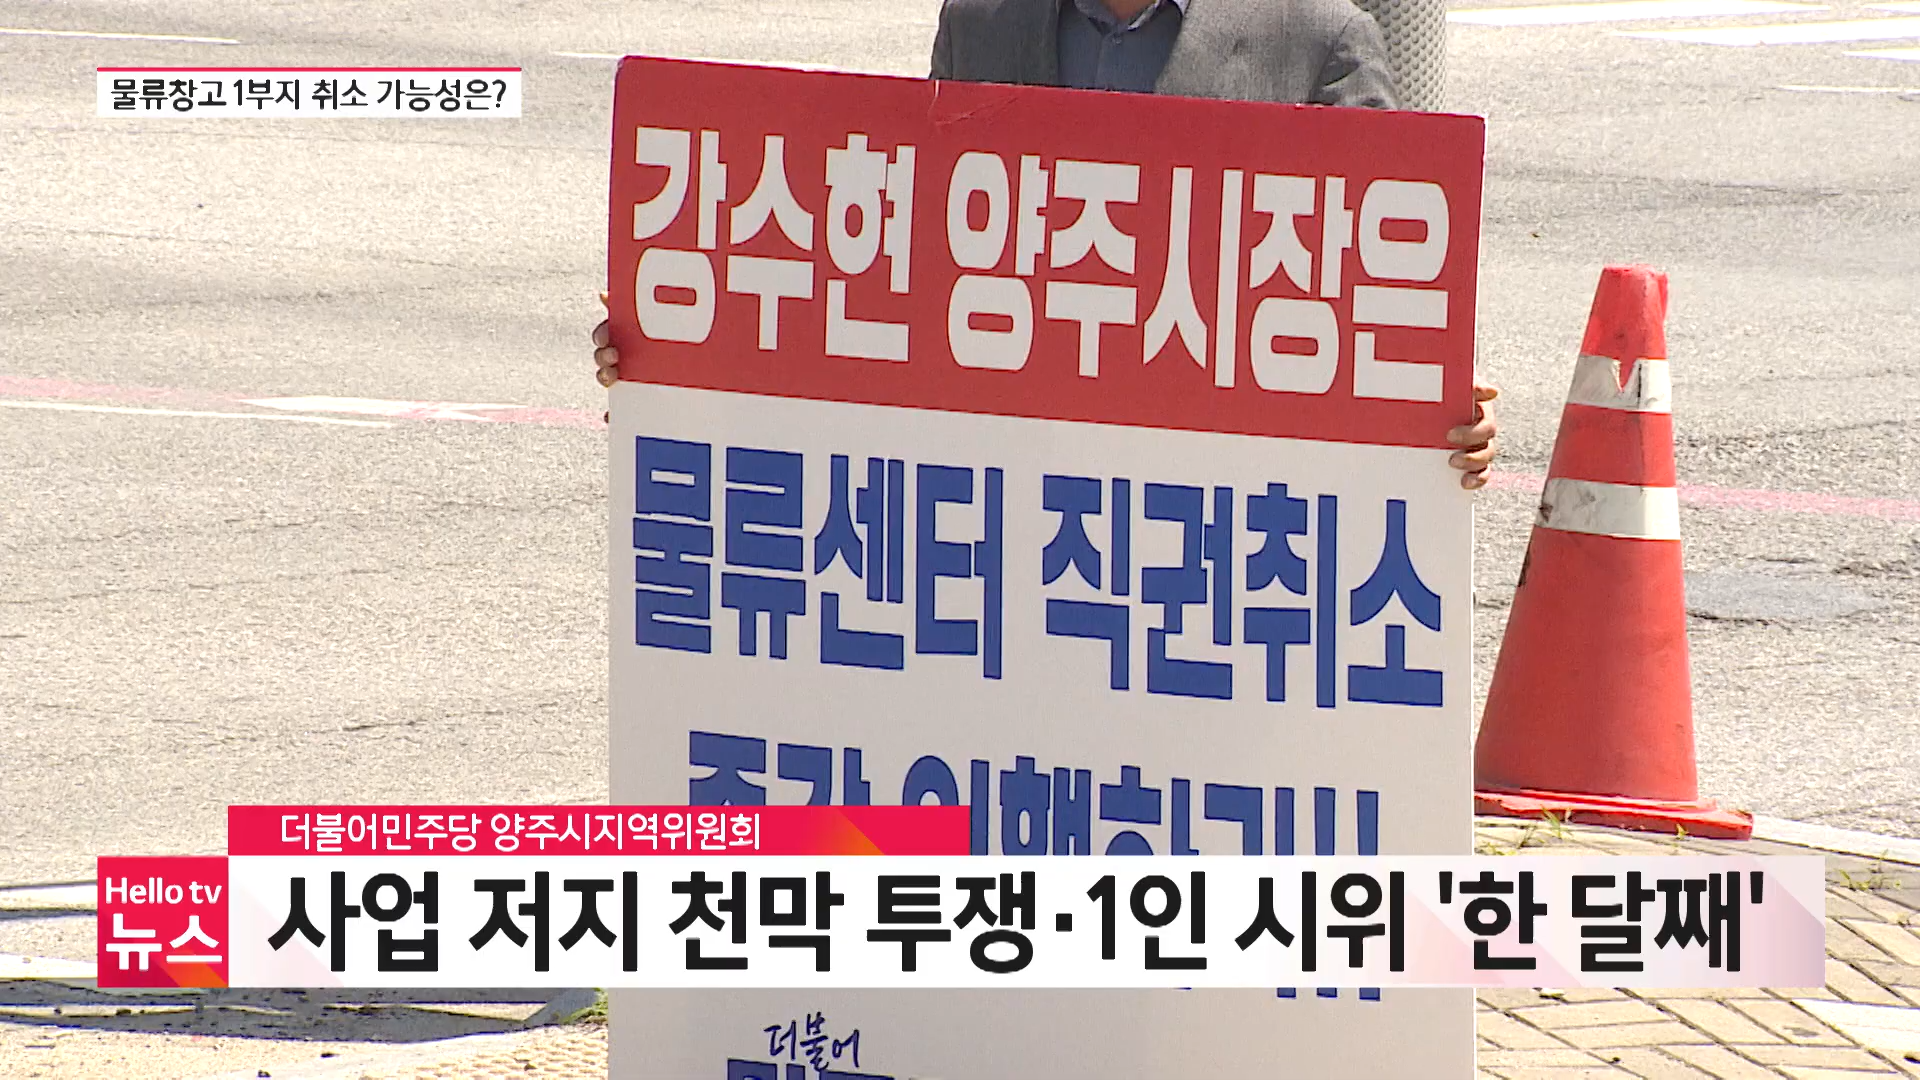 물류창고 1부지 취소 가능성은?
강수현 양주시장은
물류센터 직권취소
더불어민주당 양주시지역위원회
Hello tv
뉴스
사업 저지 천막 투쟁·1인 시위 '한 달째'
더불어